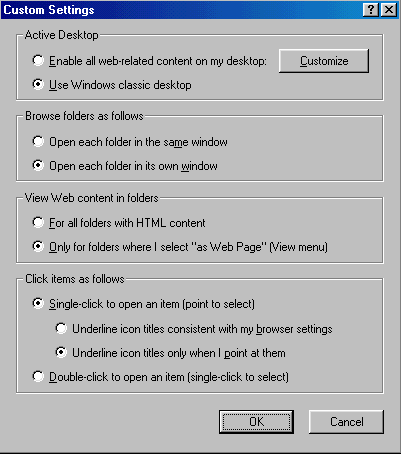 Custom Settings
Active Desktop
Enable all web-related content on my desktop:
Customize
Use Windows classic desktop
Browse folders as follows
Open each folder in the same window
Open each folder in its own window
View Web content in folders
For all folders with HTML content
Only for folders where I select "as Web Page" (View menu)
Click items as follows
Single-click to open an item (point to select)
Underline icon titles consistent with my browser settings
Underline icon titles only when I point at them
Double-click to open an item (single-click to select)
OK
Cancel